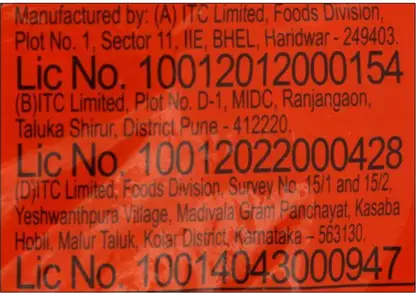 Manufactured by: (A) ITC Limited, Foods Division,
Plot No. 1, Sector 11, IIE, BHEL, Haridwar - 249403.
Lic No. 10012012000154
(B)ITC Limited, Plot No. D-1, MIDC, Ranjangaon,
Taluka Shirur, District Pune - 412220.
Lic No. 10012022000428
(D)ITC Limited, Foods Division, Survey No. 15/1 and 15/2,
Yeshwanthpura Village, Madivala Gram Panchayat, Kasaba
Hobli, Malur Taluk, Kolar District, Karnataka – 563130.
Lic No. 10014043000947